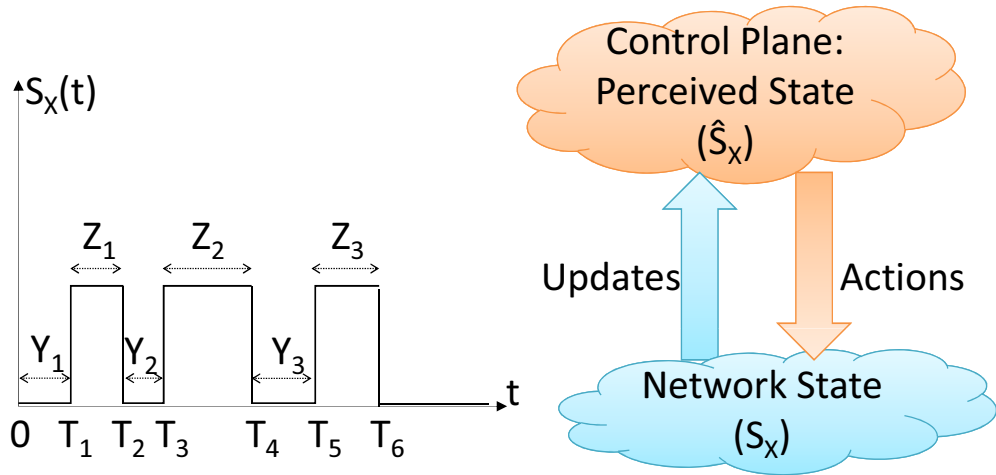 S_X(t)
Z_1 Z_2 Z_3
Y_1 Y_2 Y_3
t
0 T_1 T_2 T_3 T_4 T_5 T_6
Control Plane:
Perceived State
(Ŝ_X)
Updates
Actions
Network State
(S_X)